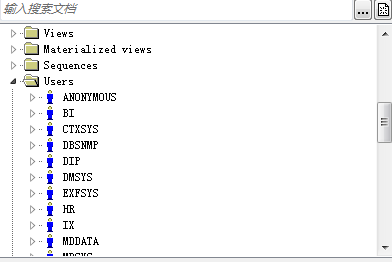 输入搜索文档
...
Views
Materialized views
Sequences
Users
ANONYMOUS
BI
CTXSYS
DBSNMP
DIP
DMSYS
EXFSYS
HR
IX
MDDATA
MDSYS